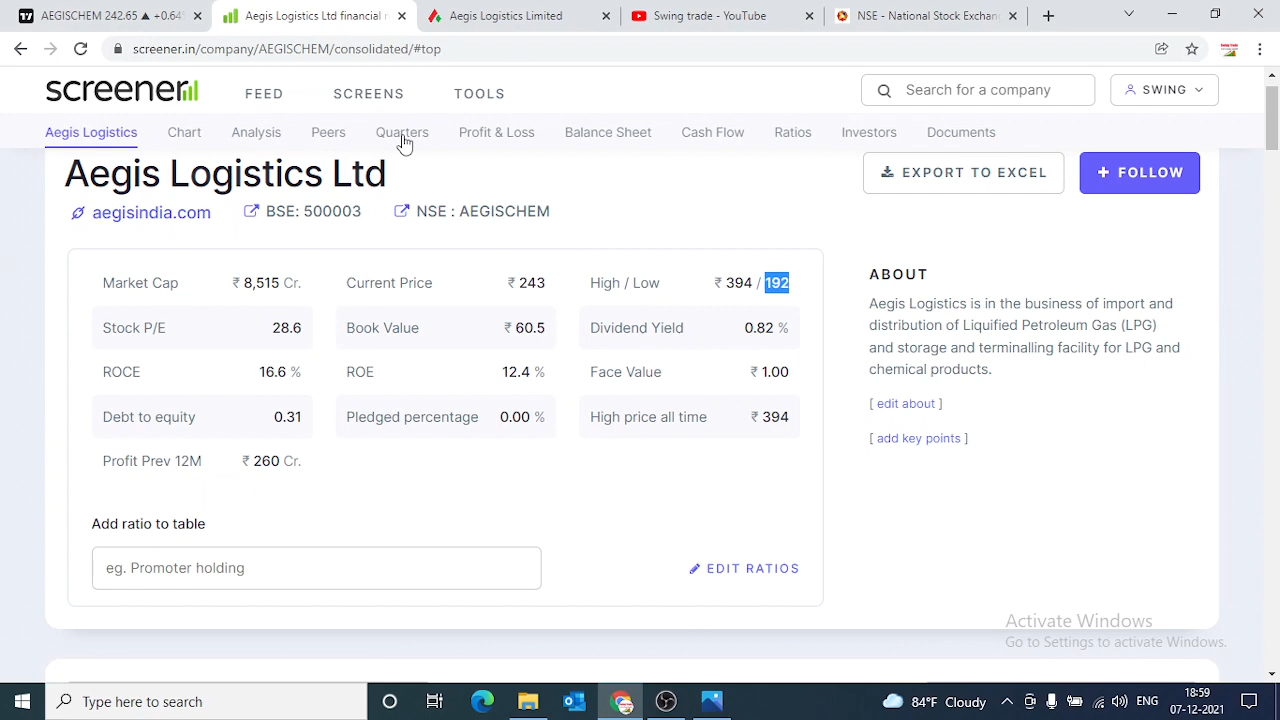 AEGISCHEM 242.65 ▲ +0.64
Aegis Logistics Ltd financial r
Aegis Logistics Limited
Swing trade - YouTube
NSE - National Stock Exchan
screener.in/company/AEGISCHEM/consolidated/#top
screener
FEED
SCREENS
TOOLS
Search for a company
SWING
Aegis Logistics
Chart
Analysis
Peers
Quarters
Profit & Loss
Balance Sheet
Cash Flow
Ratios
Investors
Documents
Aegis Logistics Ltd
EXPORT TO EXCEL
+ FOLLOW
aegisindia.com
BSE: 500003
NSE : AEGISCHEM
Market Cap ₹ 8,515 Cr.
Current Price ₹ 243
High / Low ₹ 394 / 192
Stock P/E 28.6
Book Value ₹ 60.5
Dividend Yield 0.82 %
ROCE 16.6 %
ROE 12.4 %
Face Value ₹ 1.00
Debt to equity 0.31
Pledged percentage 0.00 %
High price all time ₹ 394
Profit Prev 12M ₹ 260 Cr.
ABOUT
Aegis Logistics is in the business of import and
distribution of Liquified Petroleum Gas (LPG)
and storage and terminalling facility for LPG and
chemical products.
[ edit about ]
[ add key points ]
Add ratio to table
eg. Promoter holding
EDIT RATIOS
Activate Windows
Go to Settings to activate Windows.
Type here to search
84°F Cloudy
ENG
18:59
07-12-2021